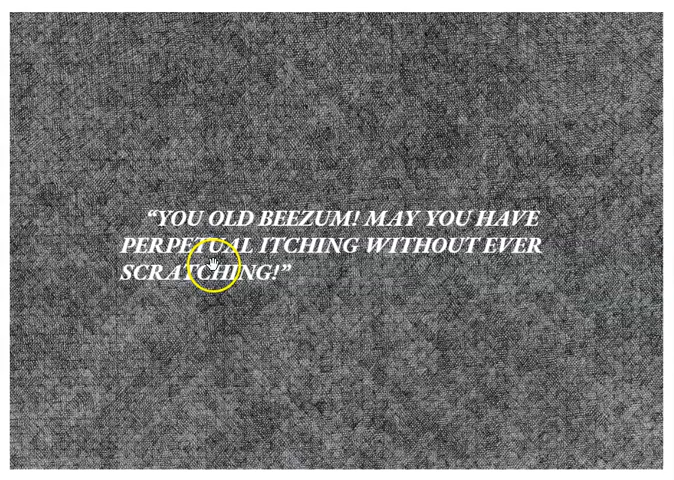 “YOU OLD BEEZUM! MAY YOU HAVE
PERPETUAL ITCHING WITHOUT EVER
SCRATCHING!”